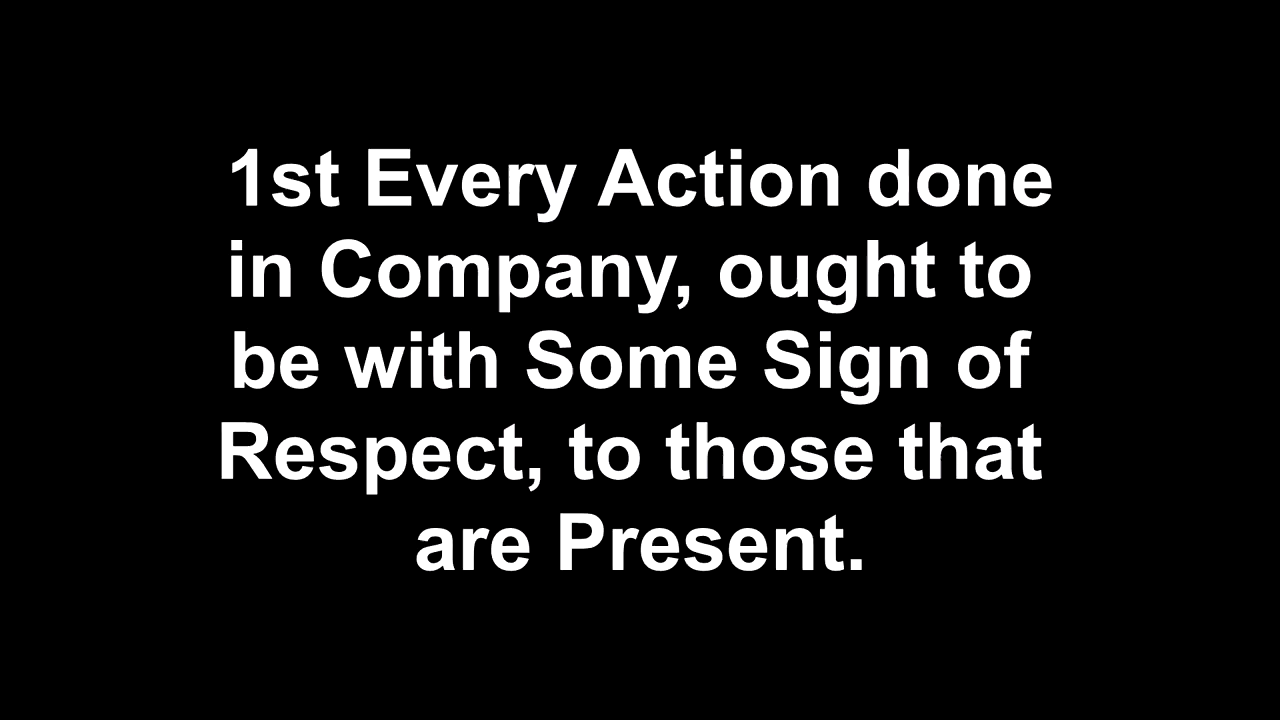 1st Every Action done
in Company, ought to
be with Some Sign of
Respect, to those that
are Present.